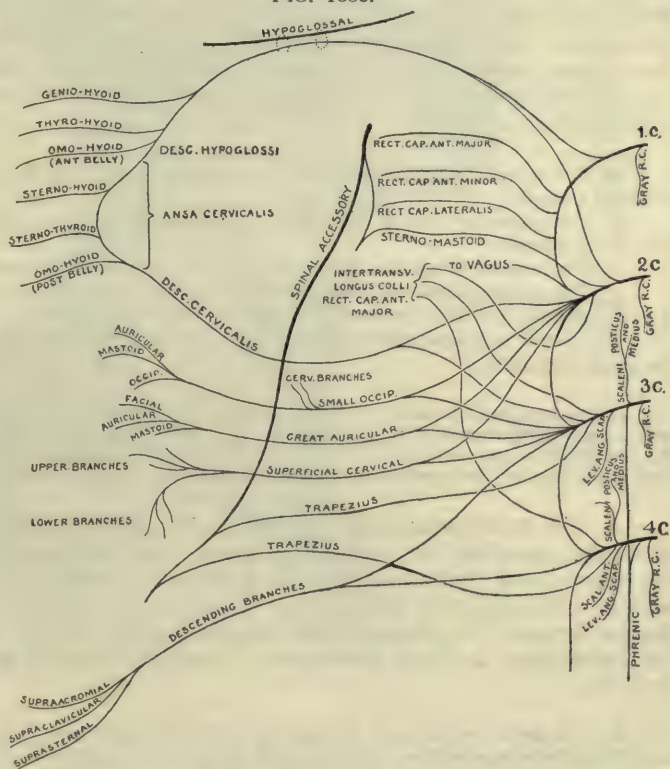 HYPOGLOSSAL
GENIO-HYOID
THYRO-HYOID
OMO-HYOID
(ANT BELLY)
DESC. HYPOGLOSSI
STERNO-HYOID
ANSA CERVICALIS
STERNO-THYROID
OMO-HYOID
(POST BELLY)
DESC. CERVICALIS
SPINAL ACCESSORY
RECT. CAP. ANT. MAJOR
RECT. CAP. ANT. MINOR
RECT CAP. LATERALIS
STERNO-MASTOID
TO VAGUS
INTERTRANSV.
LONGUS COLLI
RECT. CAP. ANT.
MAJOR
1.C.
GRAY R.C.
2C
GRAY R.C.
SCALENI POSTICUS
AND
MEDIUS
3C.
GRAY R.C.
LEV. ANG SCAP.
SCALENI POSTICUS
AND
MEDIUS
4C.
GRAY R.C.
SCAL. ANT.
LEV. ANG SCAP.
PHRENIC
AURICULAR
MASTOID
OCCIP.
CERV. BRANCHES
SMALL OCCIP.
FACIAL
AURICULAR
MASTOID
GREAT AURICULAR
UPPER BRANCHES
SUPERFICIAL CERVICAL
LOWER BRANCHES
TRAPEZIUS
TRAPEZIUS
DESCENDING BRANCHES
SUPRAACROMIAL
SUPRACLAVICULAR
SUPRASTERNAL